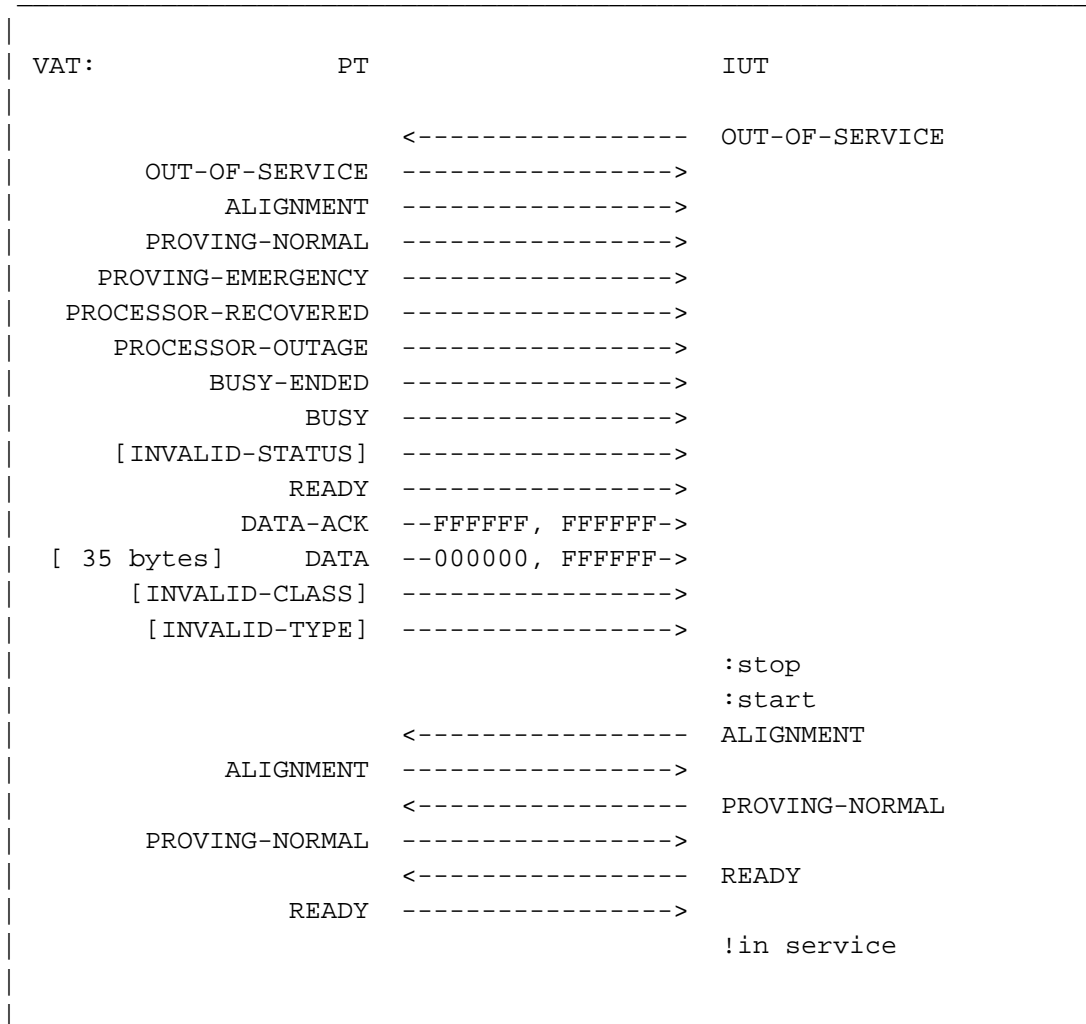 VAT: PT IUT
<----------------- OUT-OF-SERVICE
OUT-OF-SERVICE ----------------->
ALIGNMENT ----------------->
PROVING-NORMAL ----------------->
PROVING-EMERGENCY ----------------->
PROCESSOR-RECOVERED ----------------->
PROCESSOR-OUTAGE ----------------->
BUSY-ENDED ----------------->
BUSY ----------------->
[INVALID-STATUS] ----------------->
READY ----------------->
DATA-ACK --FFFFFF, FFFFFF->
[ 35 bytes] DATA --000000, FFFFFF->
[INVALID-CLASS] ----------------->
[INVALID-TYPE] ----------------->
:stop
:start
<----------------- ALIGNMENT
ALIGNMENT ----------------->
<----------------- PROVING-NORMAL
PROVING-NORMAL ----------------->
<----------------- READY
READY ----------------->
!in service